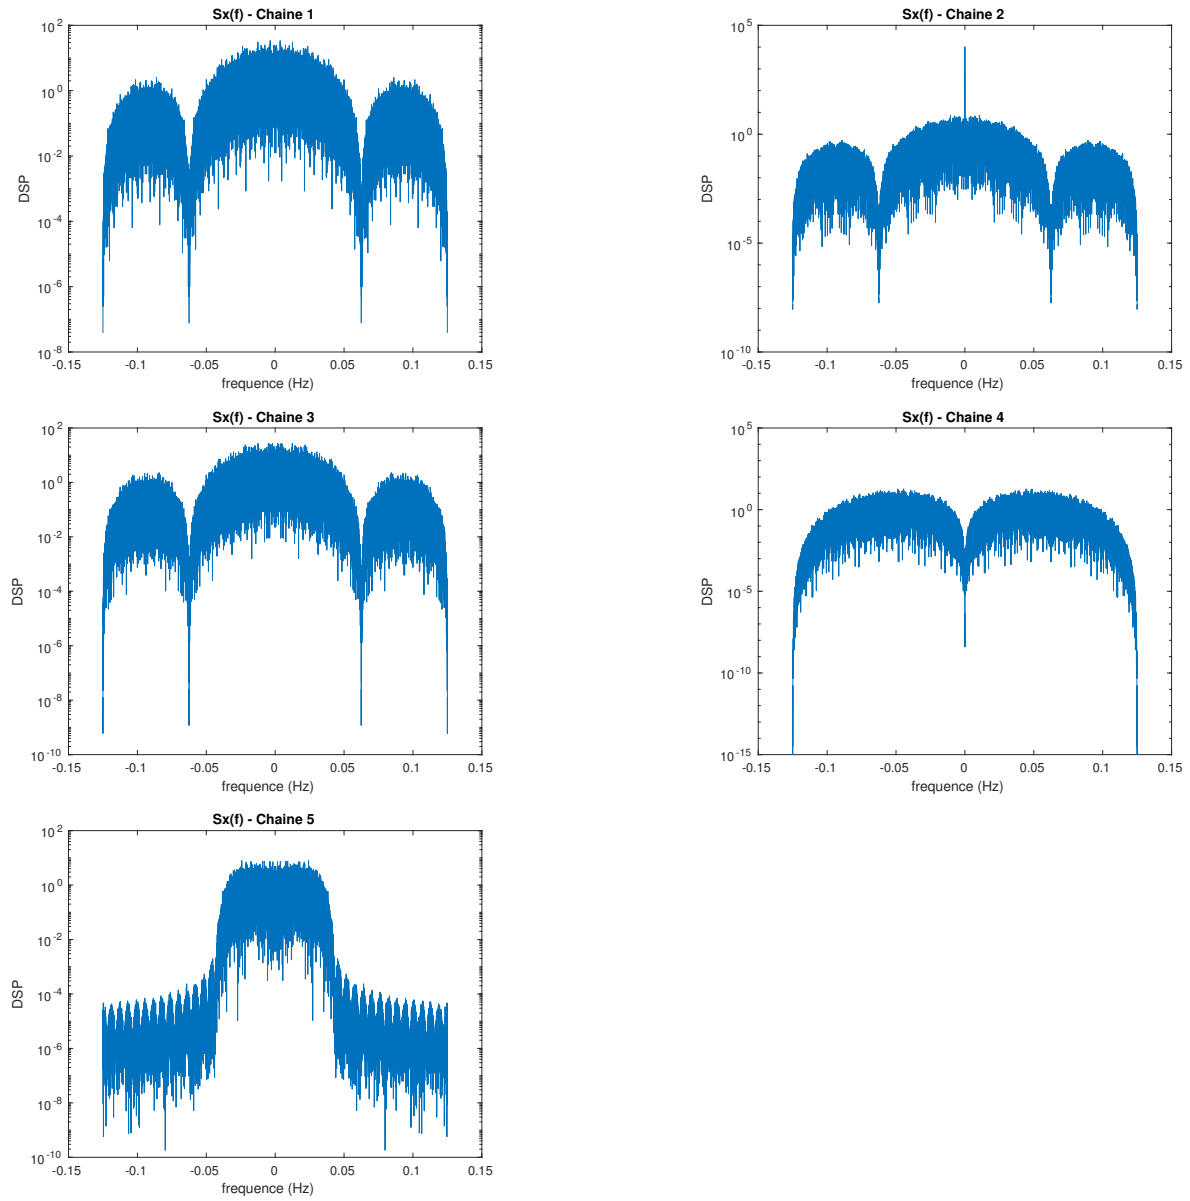 Sx(f) - Chaine 1
10^2
10^0
10^-2
10^-4
10^-6
10^-8
DSP
-0.15 -0.1 -0.05 0 0.05 0.1 0.15
frequence (Hz)
Sx(f) - Chaine 2
10^5
10^0
10^-5
10^-10
DSP
-0.15 -0.1 -0.05 0 0.05 0.1 0.15
frequence (Hz)
Sx(f) - Chaine 3
10^2
10^0
10^-2
10^-4
10^-6
10^-8
10^-10
DSP
-0.15 -0.1 -0.05 0 0.05 0.1 0.15
frequence (Hz)
Sx(f) - Chaine 4
10^5
10^0
10^-5
10^-10
10^-15
DSP
-0.15 -0.1 -0.05 0 0.05 0.1 0.15
frequence (Hz)
Sx(f) - Chaine 5
10^2
10^0
10^-2
10^-4
10^-6
10^-8
10^-10
DSP
-0.15 -0.1 -0.05 0 0.05 0.1 0.15
frequence (Hz)